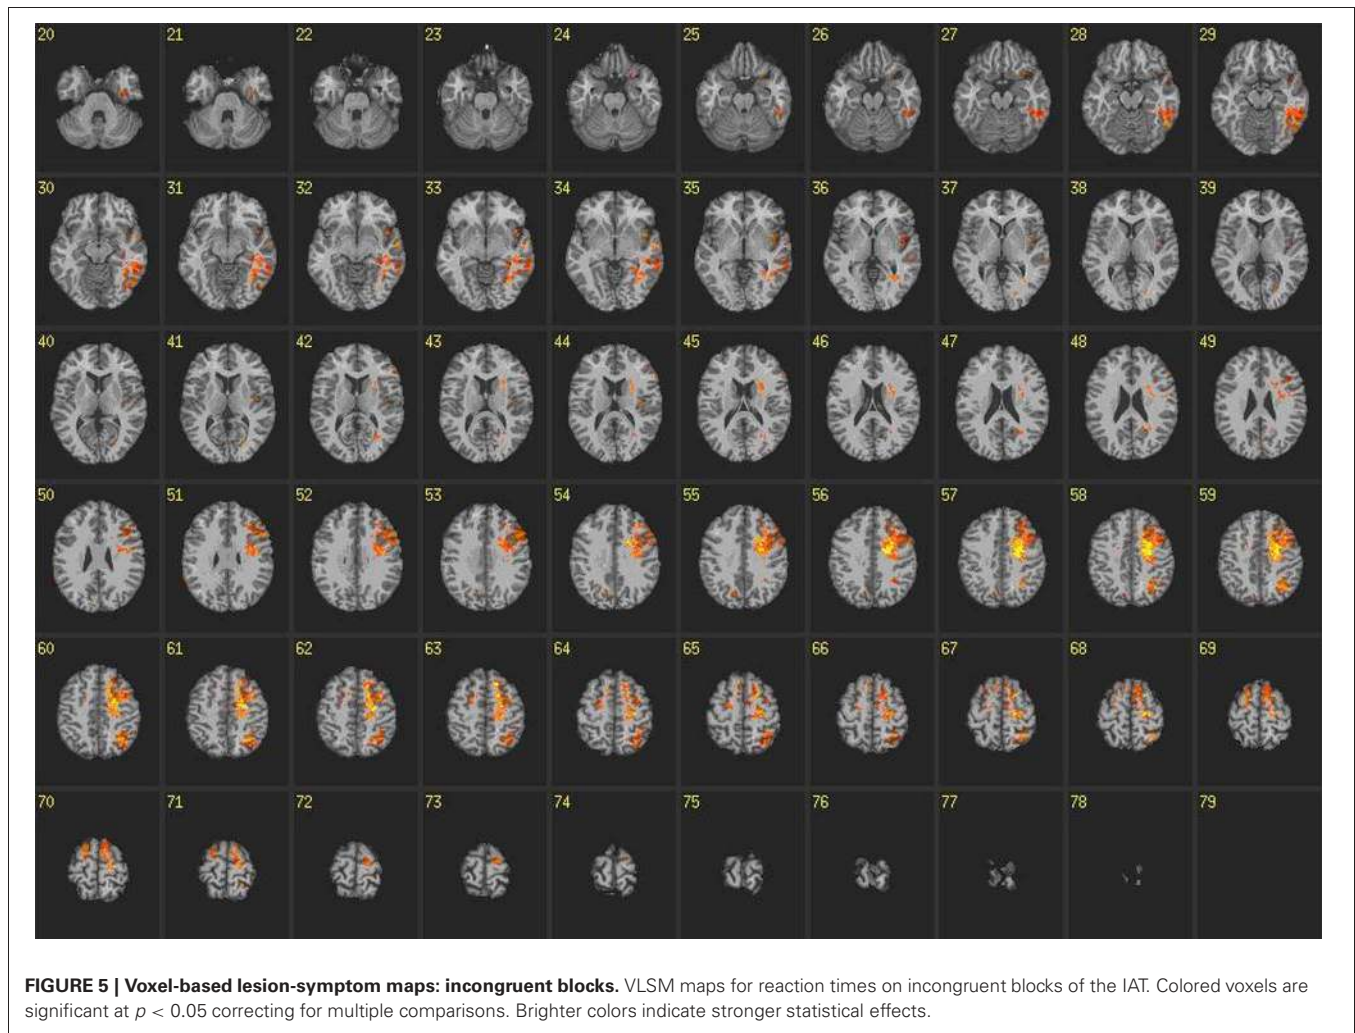 20 21 22 23 24 25 26 27 28 29
30 31 32 33 34 35 36 37 38 39
40 41 42 43 44 45 46 47 48 49
50 51 52 53 54 55 56 57 58 59
60 61 62 63 64 65 66 67 68 69
70 71 72 73 74 75 76 77 78 79
FIGURE 5 | Voxel-based lesion-symptom maps: incongruent blocks. VLSM maps for reaction times on incongruent blocks of the IAT. Colored voxels are
significant at p < 0.05 correcting for multiple comparisons. Brighter colors indicate stronger statistical effects.